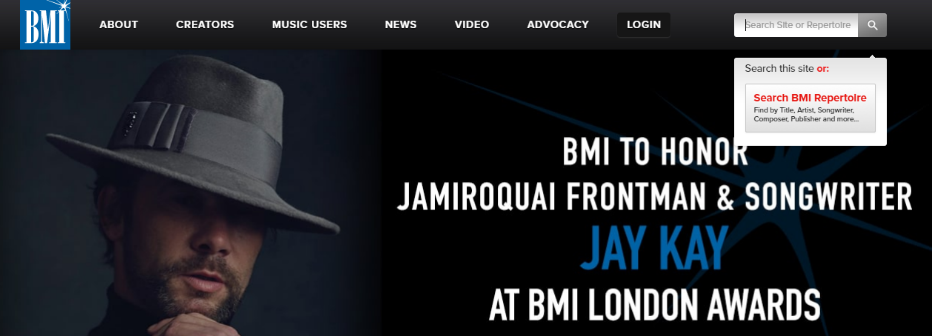 BMI
ABOUT CREATORS MUSIC USERS NEWS VIDEO ADVOCACY LOGIN
Search Site or Repertoire
Search this site or:
Search BMI Repertoire
Find by Title, Artist, Songwriter,
Composer, Publisher and more...
BMI TO HONOR
JAMIROQUAI FRONTMAN & SONGWRITER
JAY KAY
AT BMI LONDON AWARDS